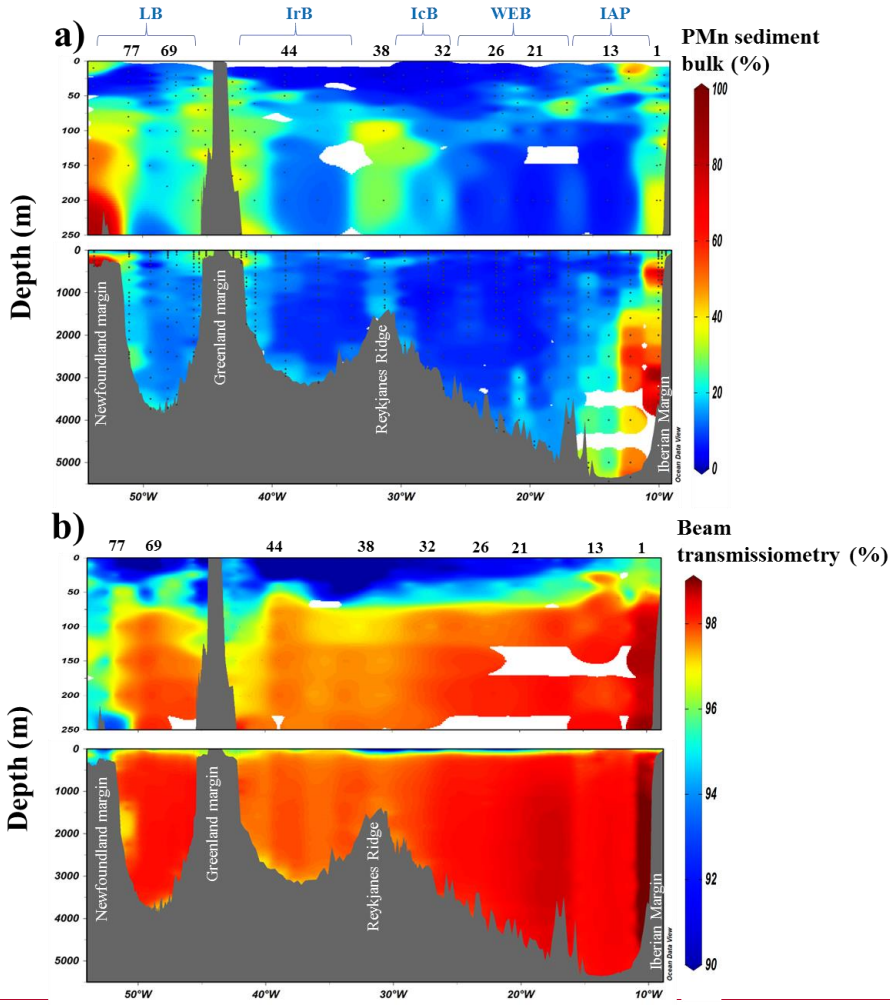 LB IrB IcB WEB IAP
a) 77 69 44 38 32 26 21 13 1
PMn sediment
bulk (%)
Depth (m)
0
50
100
150
200
250
0
1000
2000
3000
4000
5000
Newfoundland margin
Greenland margin
Reykjanes Ridge
Iberian Margin
Ocean Data View
50°W 40°W 30°W 20°W 10°W
100
80
60
40
20
0
b) 77 69 44 38 32 26 21 13 1
Beam
transmissiometry (%)
Depth (m)
0
50
100
150
200
250
0
1000
2000
3000
4000
5000
Newfoundland margin
Greenland margin
Reykjanes Ridge
Iberian Margin
Ocean Data View
50°W 40°W 30°W 20°W 10°W
98
96
94
92
90